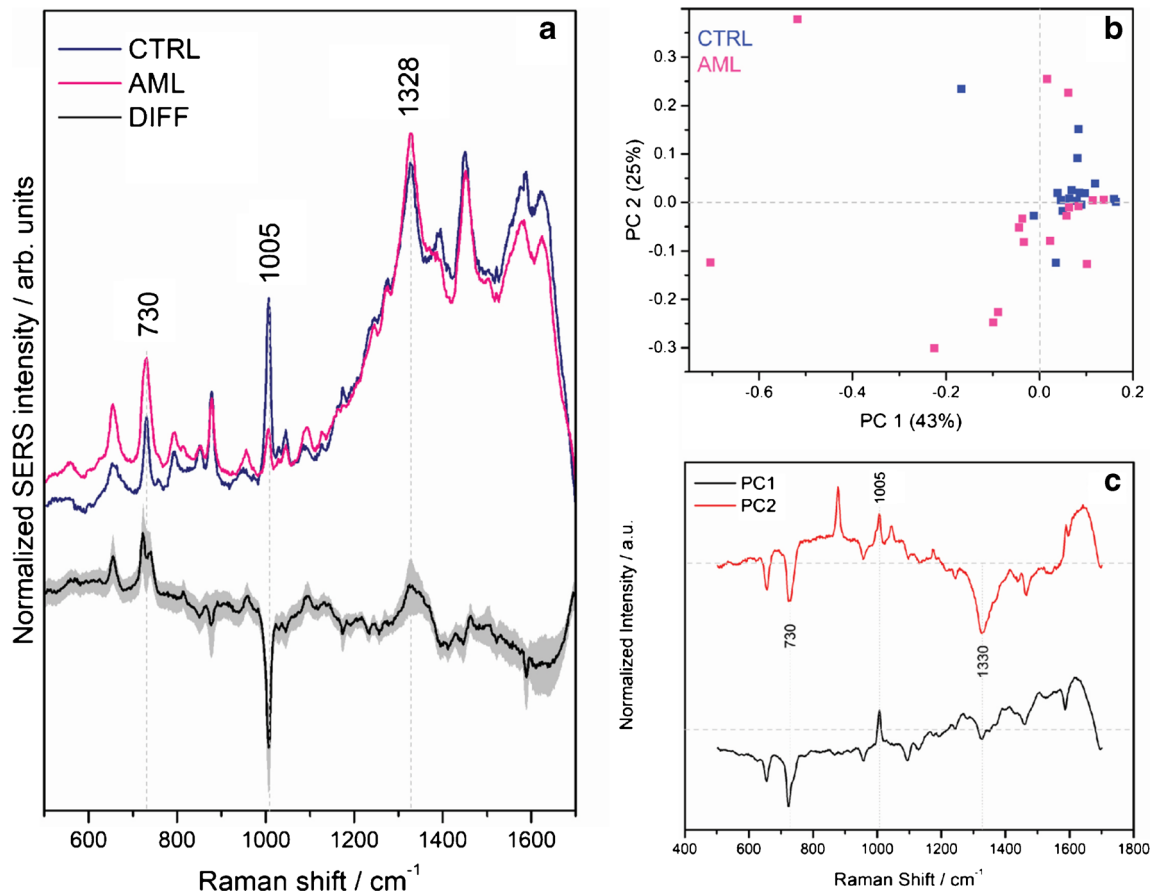 a
CTRL
AML
DIFF
730
1005
1328
Normalized SERS intensity / arb. units
600 800 1000 1200 1400 1600
Raman shift / cm⁻¹
b
CTRL
AML
0.3
0.2
0.1
0.0
-0.1
-0.2
-0.3
PC 2 (25%)
-0.6 -0.4 -0.2 0.0 0.2
PC 1 (43%)
c
PC1
PC2
1005
730
1330
Normalized Intensity / a.u.
400 600 800 1000 1200 1400 1600 1800
Raman Shift / cm⁻¹